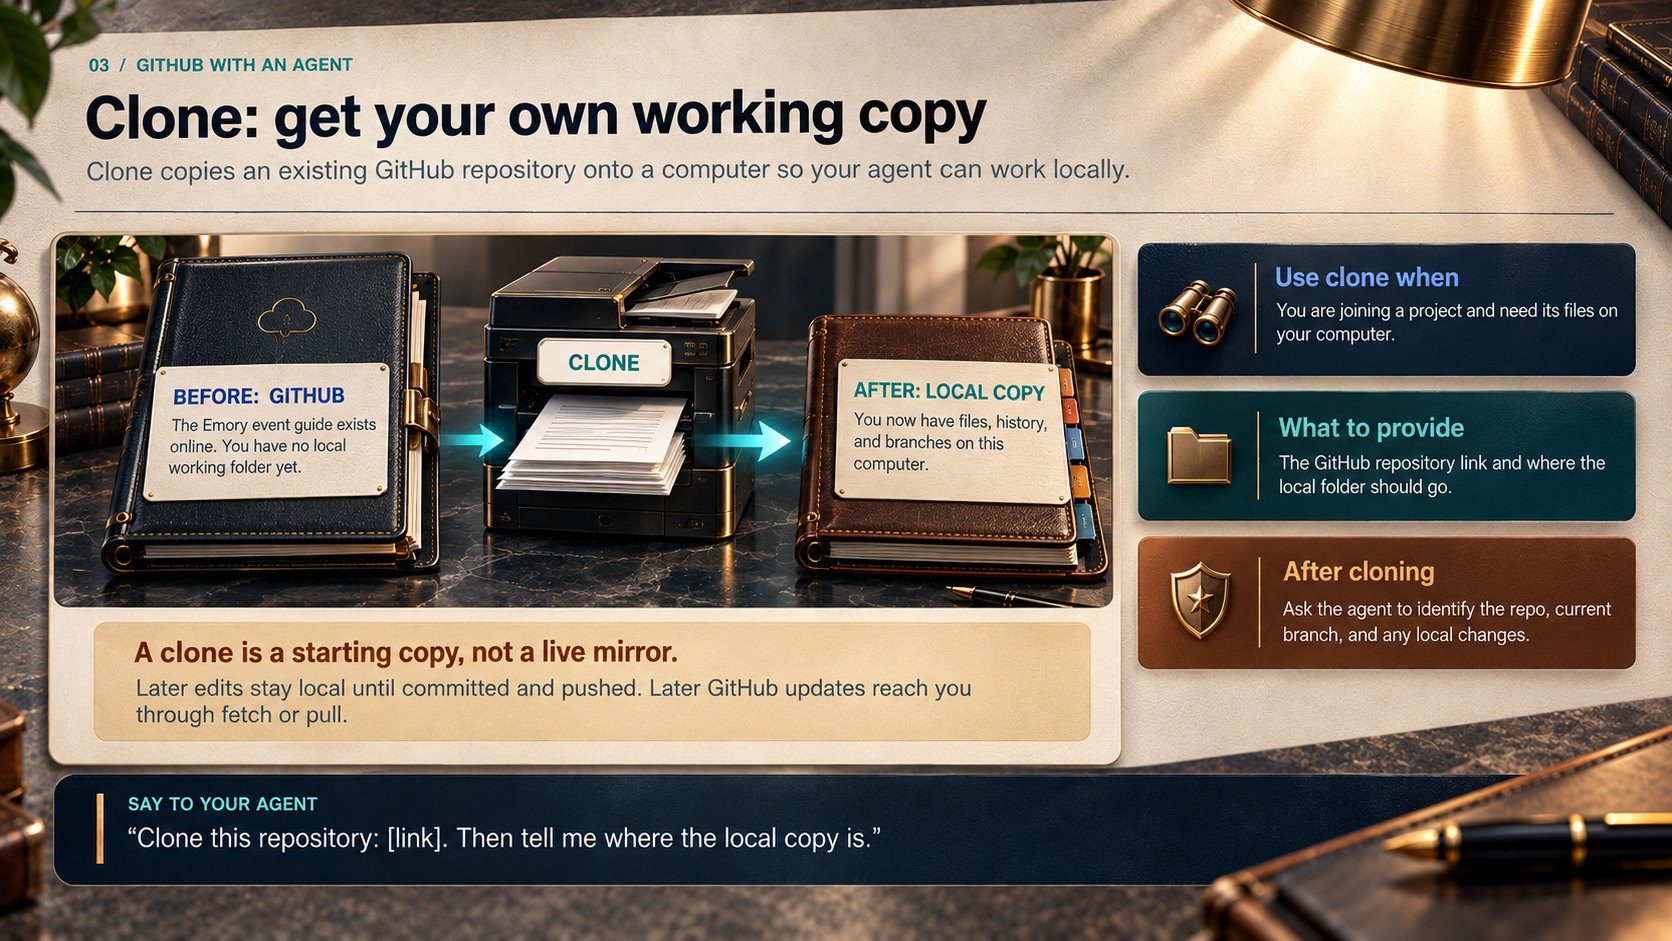 03 / GITHUB WITH AN AGENT
Clone: get your own working copy
Clone copies an existing GitHub repository onto a computer so your agent can work locally.
BEFORE: GITHUB
The Emory event guide exists
online. You have no local
working folder yet.
CLONE
AFTER: LOCAL COPY
You now have files, history,
and branches on this
computer.
A clone is a starting copy, not a live mirror.
Later edits stay local until committed and pushed. Later GitHub updates reach you
through fetch or pull.
Use clone when
You are joining a project and need its files on
your computer.
What to provide
The GitHub repository link and where the
local folder should go.
After cloning
Ask the agent to identify the repo, current
branch, and any local changes.
SAY TO YOUR AGENT
“Clone this repository: [link]. Then tell me where the local copy is.”